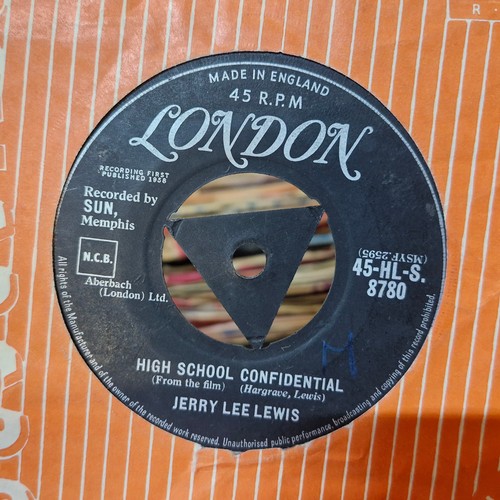 R -
MADE IN ENGLAND
45 R.P.M
LONDON
RECORDING FIRST
PUBLISHED 1958
Recorded by
SUN,
Memphis
N.C.B.
Aberbach
(London) Ltd.
(MSYF.2595)
45-HL-S.
8780
HIGH SCHOOL CONFIDENTIAL
(From the film) (Hargrave, Lewis)
JERRY LEE LEWIS
All rights of the Manufacturer and of the owner of the recorded work reserved. Unauthorised public performance, broadcasting and copying of this record prohibited
M